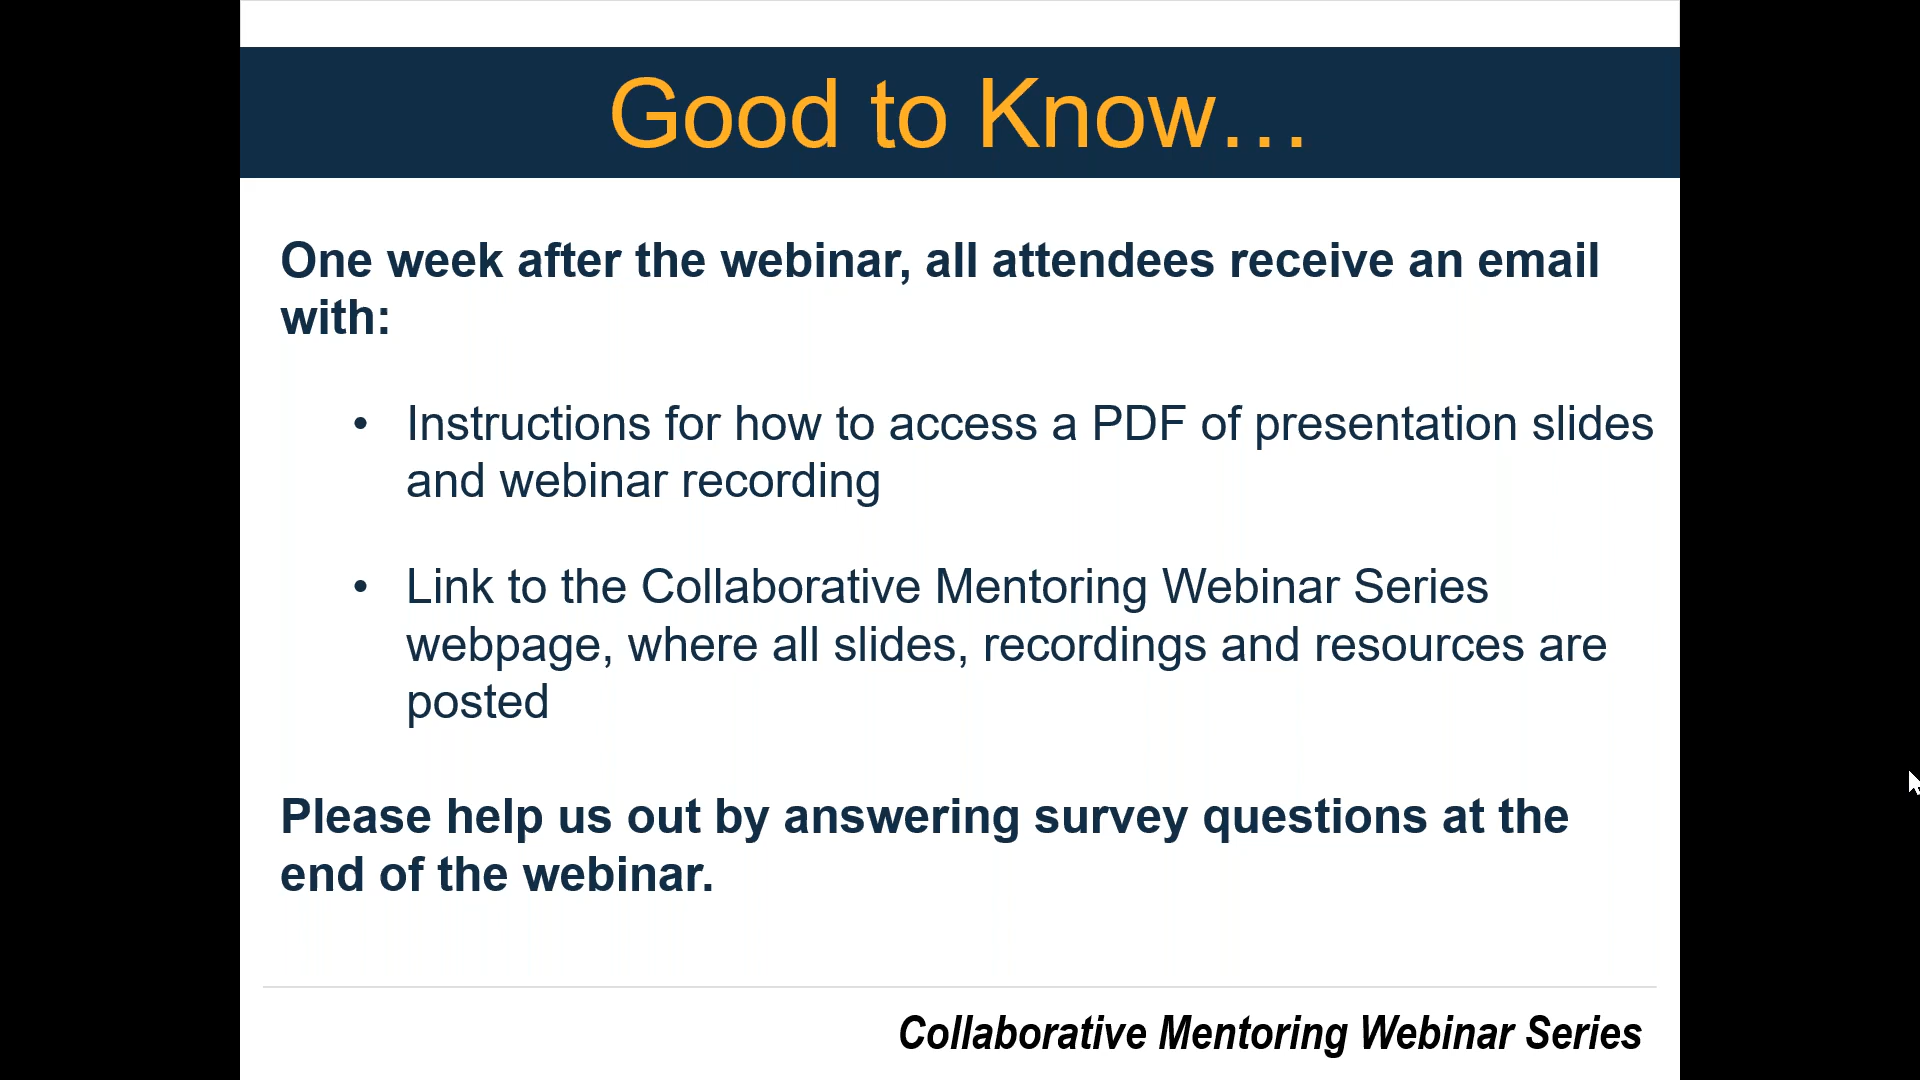 Good to Know…
One week after the webinar, all attendees receive an email
with:
• Instructions for how to access a PDF of presentation slides
and webinar recording
• Link to the Collaborative Mentoring Webinar Series
webpage, where all slides, recordings and resources are
posted
Please help us out by answering survey questions at the
end of the webinar.
Collaborative Mentoring Webinar Series